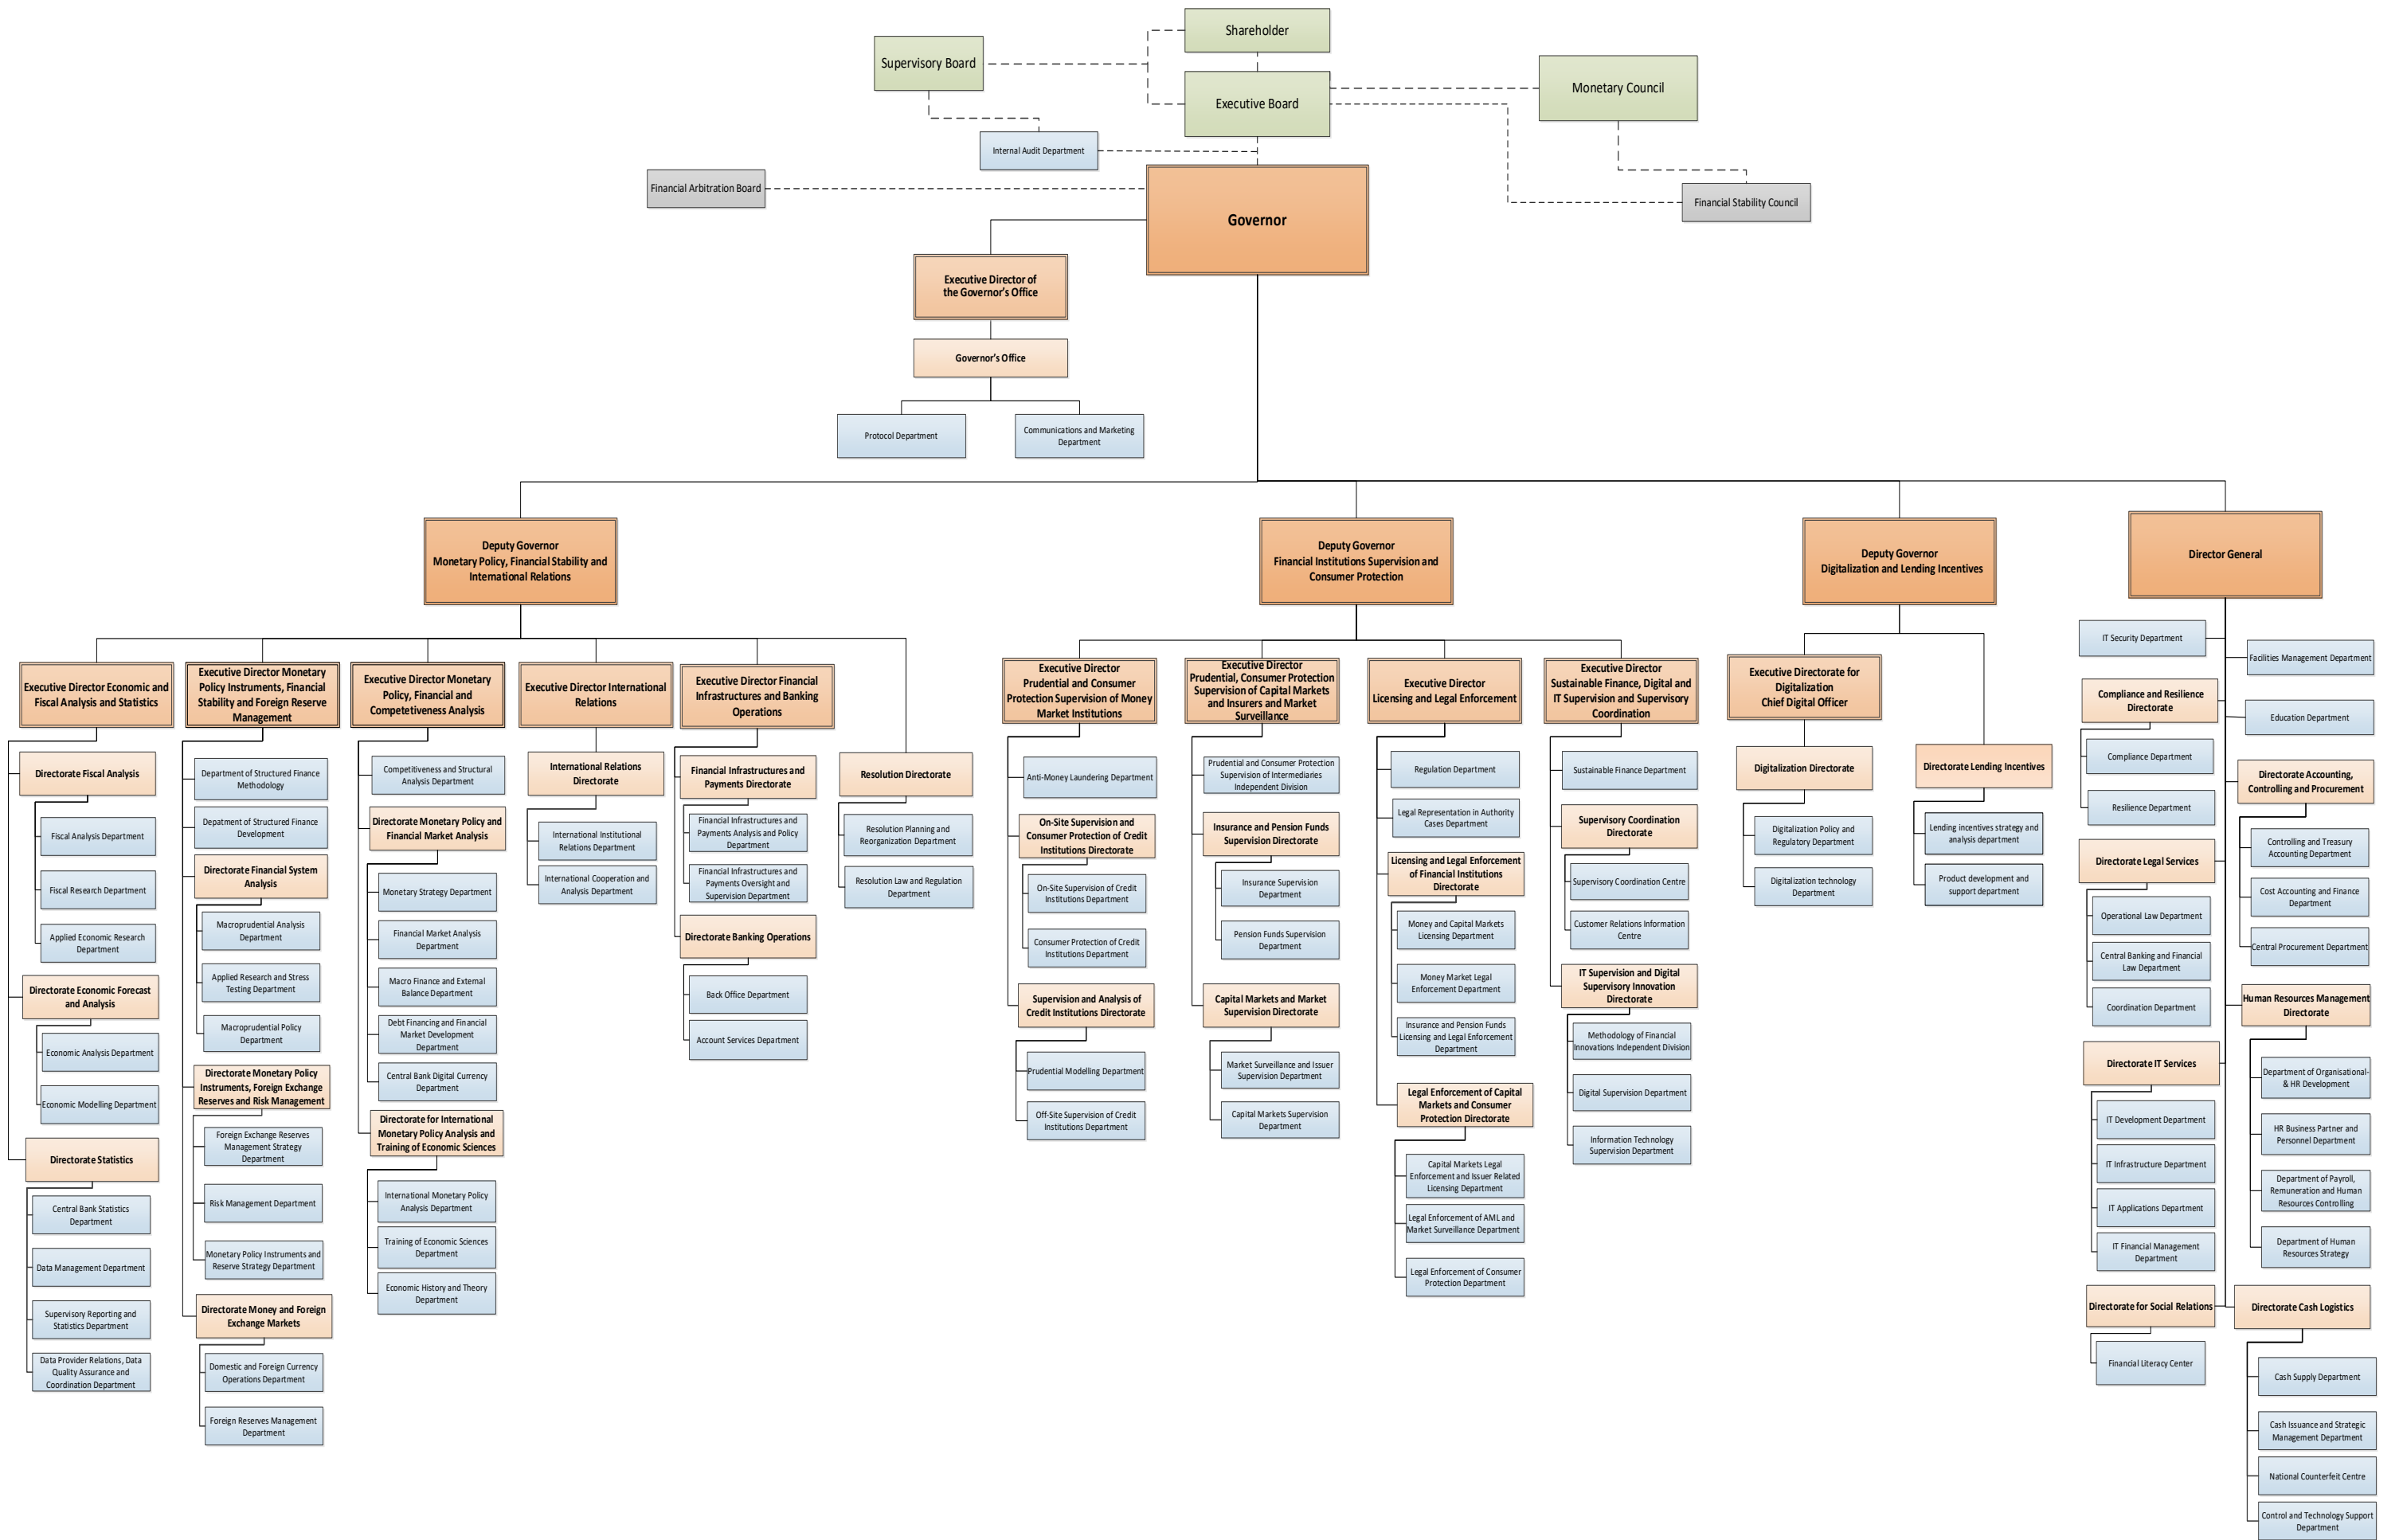 Shareholder
Supervisory Board
Executive Board
Monetary Council
Internal Audit Department
Financial Arbitration Board
Financial Stability Council
Governor
Executive Director of
the Governor's Office
Governor's Office
Protocol Department
Communications and Marketing
Department
Deputy Governor
Monetary Policy, Financial Stability and
International Relations
Deputy Governor
Financial Institutions Supervision and
Consumer Protection
Deputy Governor
Digitalization and Lending Incentives
Director General
Executive Director Economic and
Fiscal Analysis and Statistics
Directorate Fiscal Analysis
Fiscal Analysis Department
Fiscal Research Department
Applied Economic Research
Department
Directorate Economic Forecast
and Analysis
Economic Analysis Department
Economic Modelling Department
Directorate Statistics
Central Bank Statistics
Department
Data Management Department
Supervisory Reporting and
Statistics Department
Data Provider Relations, Data
Quality Assurance and
Coordination Department
Executive Director Monetary
Policy Instruments, Financial
Stability and Foreign Reserve
Management
Department of Structured Finance
Methodology
Depatment of Structured Finance
Development
Directorate Financial System
Analysis
Macroprudential Analysis
Department
Applied Research and Stress
Testing Department
Macroprudential Policy
Department
Directorate Monetary Policy
Instruments, Foreign Exchange
Reserves and Risk Management
Foreign Exchange Reserves
Management Strategy
Department
Risk Management Department
Monetary Policy Instruments and
Reserve Strategy Department
Directorate Money and Foreign
Exchange Markets
Domestic and Foreign Currency
Operations Department
Foreign Reserves Management
Department
Executive Director Monetary
Policy, Financial and
Competetiveness Analysis
Competitiveness and Structural
Analysis Department
Directorate Monetary Policy and
Financial Market Analysis
Monetary Strategy Department
Financial Market Analysis
Department
Macro Finance and External
Balance Department
Debt Financing and Financial
Market Development
Department
Central Bank Digital Currency
Department
Directorate for International
Monetary Policy Analysis and
Training of Economic Sciences
International Monetary Policy
Analysis Department
Training of Economic Sciences
Department
Economic History and Theory
Department
Executive Director International
Relations
International Relations
Directorate
International Institutional
Relations Department
International Cooperation and
Analysis Department
Executive Director Financial
Infrastructures and Banking
Operations
Financial Infrastructures and
Payments Directorate
Financial Infrastructures and
Payments Analysis and Policy
Department
Financial Infrastructures and
Payments Oversight and
Supervision Department
Directorate Banking Operations
Back Office Department
Account Services Department
Resolution Directorate
Resolution Planning and
Reorganization Department
Resolution Law and Regulation
Department
Executive Director
Prudential and Consumer
Protection Supervision of Money
Market Institutions
Anti-Money Laundering Department
On-Site Supervision and
Consumer Protection of Credit
Institutions Directorate
On-Site Supervision of Credit
Institutions Department
Consumer Protection of Credit
Institutions Department
Supervision and Analysis of
Credit Institutions Directorate
Prudential Modelling Department
Off-Site Supervision of Credit
Institutions Department
Executive Director
Prudential, Consumer Protection
Supervision of Capital Markets
and Insurers and Market
Surveillance
Prudential and Consumer Protection
Supervision of Intermediaries
Independent Division
Insurance and Pension Funds
Supervision Directorate
Insurance Supervision
Department
Pension Funds Supervision
Department
Capital Markets and Market
Supervision Directorate
Market Surveillance and Issuer
Supervision Department
Capital Markets Supervision
Department
Executive Director
Licensing and Legal Enforcement
Regulation Department
Legal Representation in Authority
Cases Department
Licensing and Legal Enforcement
of Financial Institutions
Directorate
Money and Capital Markets
Licensing Department
Money Market Legal
Enforcement Department
Insurance and Pension Funds
Licensing and Legal Enforcement
Department
Legal Enforcement of Capital
Markets and Consumer
Protection Directorate
Capital Markets Legal
Enforcement and Issuer Related
Licensing Department
Legal Enforcement of AML and
Market Surveillance Department
Legal Enforcement of Consumer
Protection Department
Executive Director
Sustainable Finance, Digital and
IT Supervision and Supervisory
Coordination
Sustainable Finance Department
Supervisory Coordination
Directorate
Supervisory Coordination Centre
Customer Relations Information
Centre
IT Supervision and Digital
Supervisory Innovation
Directorate
Methodology of Financial
Innovations Independent Division
Digital Supervision Department
Information Technology
Supervision Department
Executive Directorate for
Digitalization
Chief Digital Officer
Digitalization Directorate
Digitalization Policy and
Regulatory Department
Digitalization technology
Department
Directorate Lending Incentives
Lending incentives strategy and
analysis department
Product development and
support department
IT Security Department
Facilities Management Department
Compliance and Resilience
Directorate
Education Department
Compliance Department
Resilience Department
Directorate Accounting,
Controlling and Procurement
Controlling and Treasury
Accounting Department
Cost Accounting and Finance
Department
Central Procurement Department
Directorate Legal Services
Operational Law Department
Central Banking and Financial
Law Department
Coordination Department
Human Resources Management
Directorate
Department of Organisational-
& HR Development
HR Business Partner and
Personnel Department
Department of Payroll,
Remuneration and Human
Resources Controlling
Department of Human
Resources Strategy
Directorate IT Services
IT Development Department
IT Infrastructure Department
IT Applications Department
IT Financial Management
Department
Directorate for Social Relations
Financial Literacy Center
Directorate Cash Logistics
Cash Supply Department
Cash Issuance and Strategic
Management Department
National Counterfeit Centre
Control and Technology Support
Department